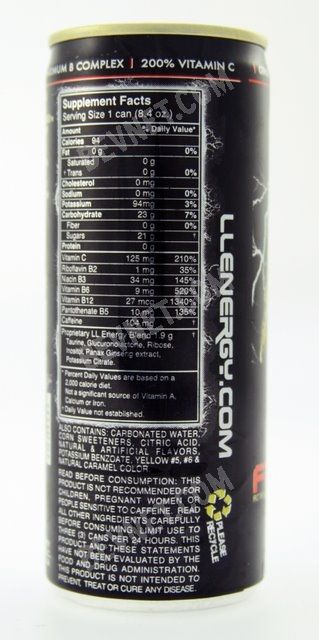 MUM B COMPLEX | 200% VITAMIN C
Supplement Facts
Serving Size 1 can (8.4 oz.)
Amount % Daily Value*
Calories 94
Fat 0 g 0%
Saturated 0 g
Trans 0 g
Cholesterol 0 mg
Sodium 0 mg 0%
Potassium 94mg 3%
Carbohydrate 23 g 7%
Fiber 0 g 0%
Sugars 21 g †
Protein 0 g
Vitamin C 125 mg 210%
Riboflavin B2 1 mg 35%
Niacin B3 34 mg 145%
Vitamin B6 9 mg 520%
Vitamin B12 27 mcg 1340%
Pantothenate B5 10 mg 135%
Caffeine
Proprietary LL Energy Blend 1.9 g †
Taurine, Glucuronolactone, Ribose,
Inositol, Panax Ginseng extract,
Potassium Citrate.
* Percent Daily Values are based on a
2,000 calorie diet.
Not a significant source of Vitamin A,
Calcium or Iron.
Daily Value not established.
ALSO CONTAINS: CARBONATED WATER,
CORN SWEETENERS, CITRIC ACID,
NATURAL & ARTIFICIAL FLAVORS,
POTASSIUM BENZOATE, YELLOW #5, #6 &
NATURAL CARAMEL COLOR
READ BEFORE CONSUMPTION: THIS
PRODUCT IS NOT RECOMMENDED FOR
CHILDREN, PREGNANT WOMEN OR
PEOPLE SENSITIVE TO CAFFEINE. READ
ALL OTHER INGREDIENTS CAREFULLY
BEFORE CONSUMING. LIMIT USE TO
THREE (3) CANS PER 24 HOURS. THIS
PRODUCT AND THESE STATEMENTS
HAVE NOT BEEN EVALUATED BY THE
FOOD AND DRUG ADMINISTRATION.
THIS PRODUCT IS NOT INTENDED TO
PREVENT, TREAT OR CURE ANY DISEASE.
LLENERGY.COM
PLEASE
RECYCLE
BEVNET.COM